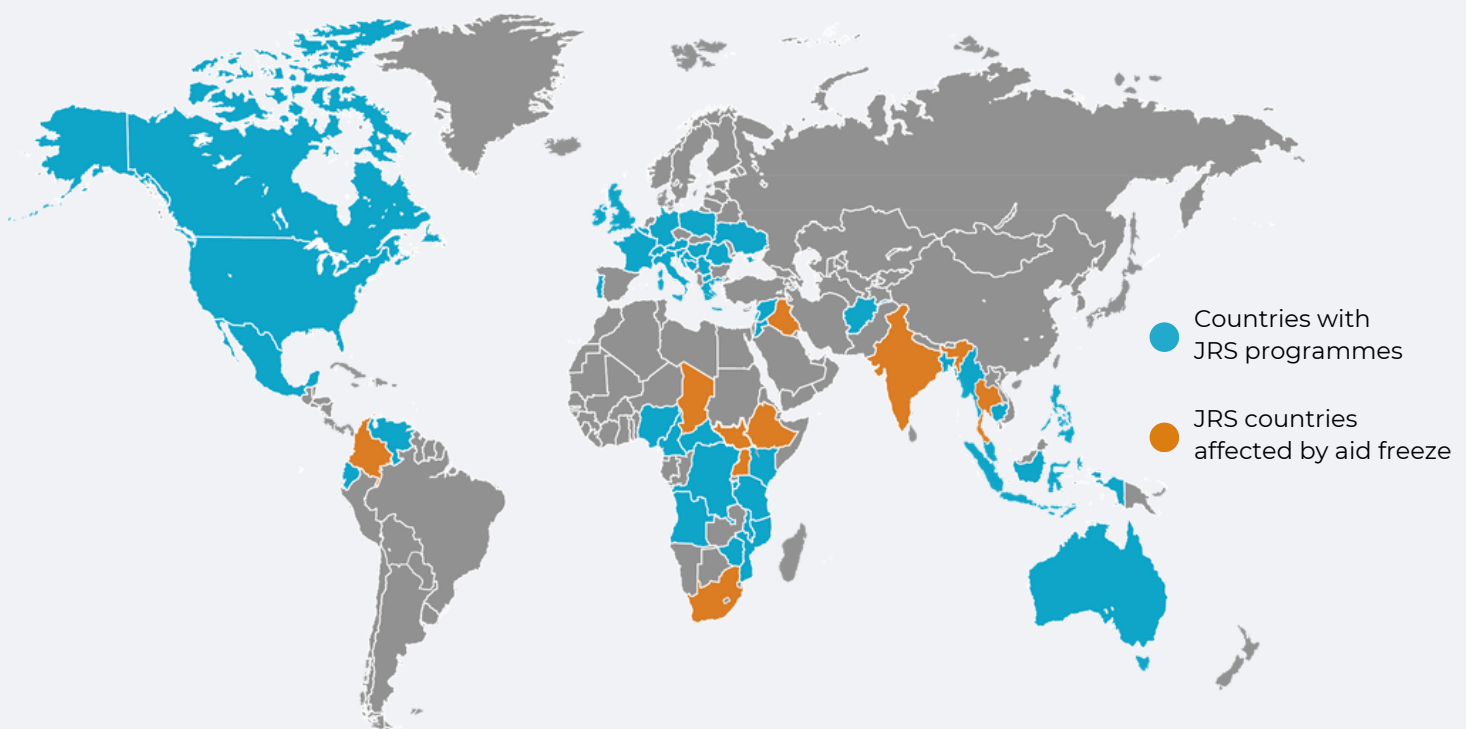 Countries with
JRS programmes
JRS countries
affected by aid freeze